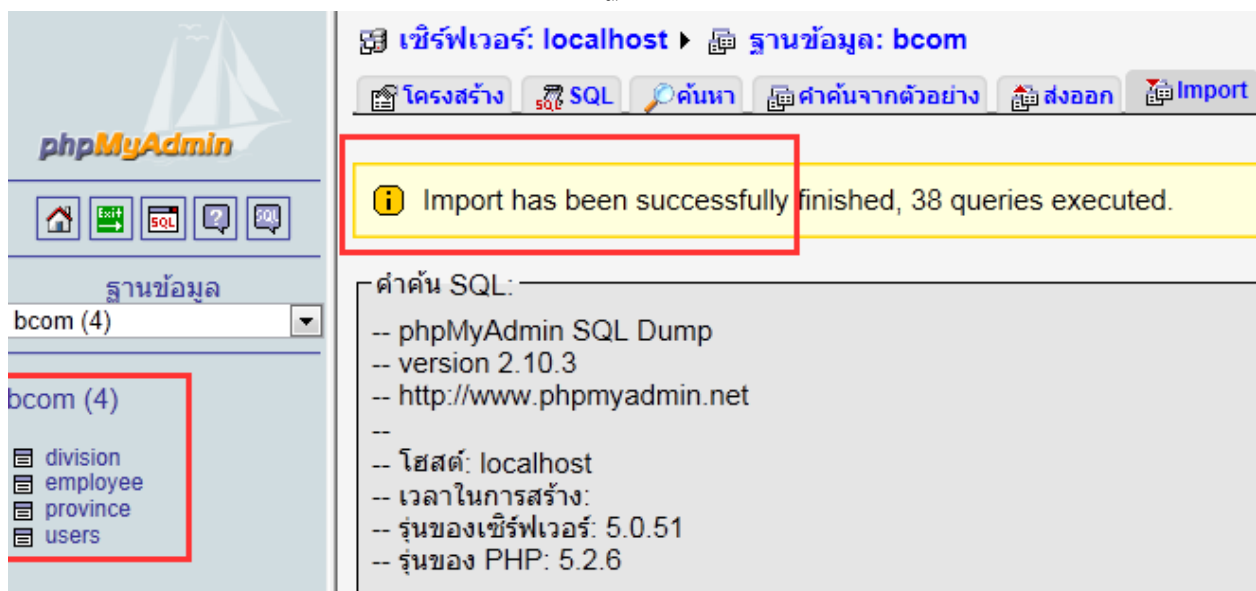 phpMyAdmin
Exit
SQL
SQL
ฐานข้อมูล
bcom (4)
bcom (4)
division
employee
province
users
เซิร์ฟเวอร์: localhost ▸ ฐานข้อมูล: bcom
โครงสร้าง SQL ค้นหา คำค้นจากตัวอย่าง ส่งออก Import
Import has been successfully finished, 38 queries executed.
คำค้น SQL:
-- phpMyAdmin SQL Dump
-- version 2.10.3
-- http://www.phpmyadmin.net
--
-- โฮสต์: localhost
-- เวลาในการสร้าง:
-- รุ่นของเซิร์ฟเวอร์: 5.0.51
-- รุ่นของ PHP: 5.2.6